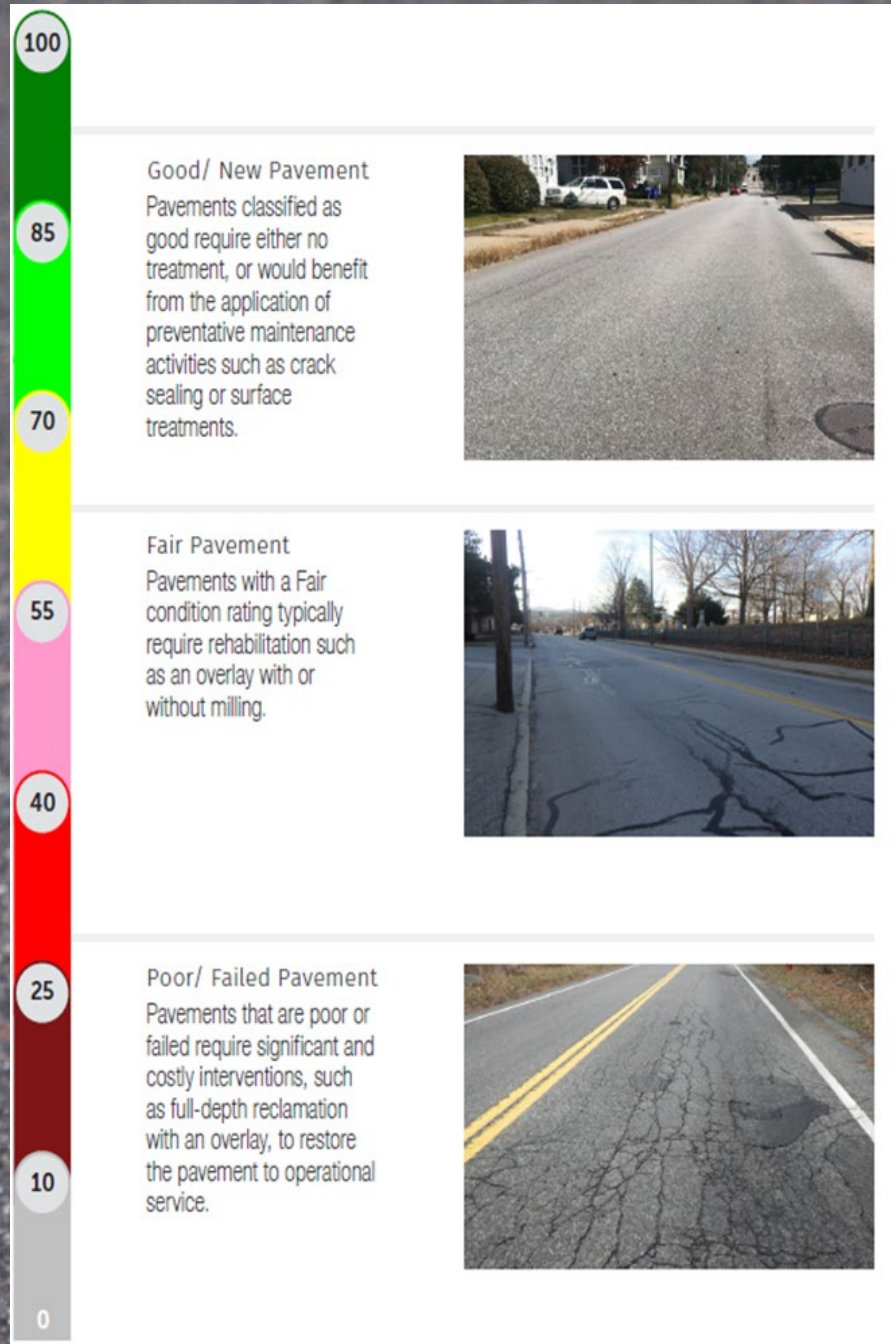 100
Good/ New Pavement
Pavements classified as
good require either no
treatment, or would benefit
from the application of
preventative maintenance
activities such as crack
sealing or surface
treatments.
85
70
Fair Pavement
Pavements with a Fair
condition rating typically
require rehabilitation such
as an overlay with or
without milling.
55
40
Poor/ Failed Pavement
Pavements that are poor or
failed require significant and
costly interventions, such
as full-depth reclamation
with an overlay, to restore
the pavement to operational
service.
25
10
0